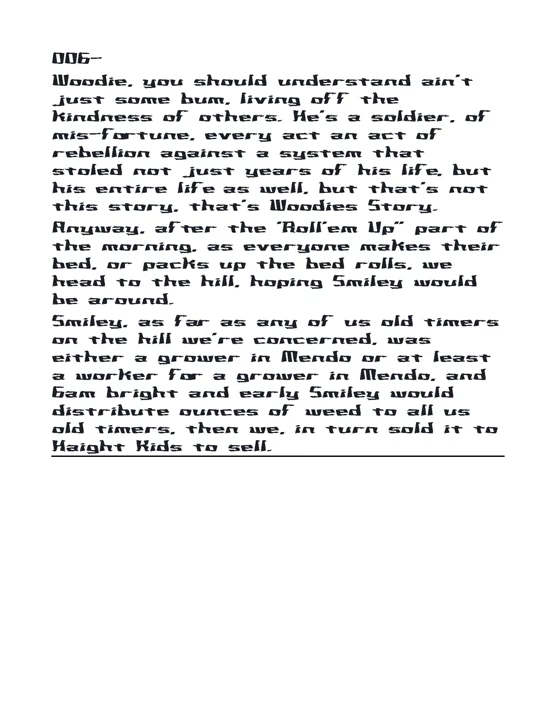 006-
Woodie, you should understand ain't
just some bum, living off the
kindness of others. He's a soldier, of
mis-fortune, every act an act of
rebellion against a system that
stoled not just years of his life, but
his entire life as well, but that's not
this story, that's Woodies Story.
Anyway, after the "Roll'em Up" part of
the morning, as everyone makes their
bed, or packs up the bed rolls, we
head to the hill, hoping Smiley would
be around.
Smiley, as far as any of us old timers
on the hill we're concerned, was
either a grower in Mendo or at least
a worker for a grower in Mendo, and
6am bright and early Smiley would
distribute ounces of weed to all us
old timers, then we, in turn sold it to
Haight Kids to sell.